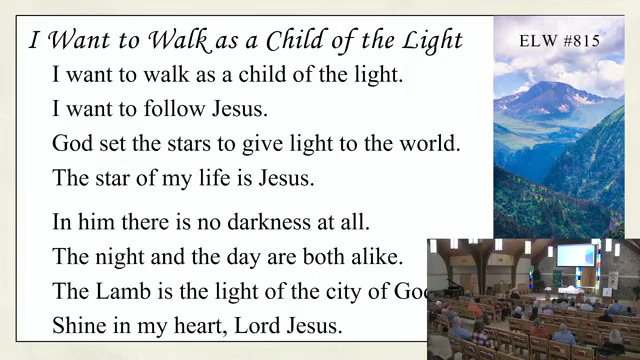 I Want to Walk as a Child of the Light
ELW #815
I want to walk as a child of the light.
I want to follow Jesus.
God set the stars to give light to the world.
The star of my life is Jesus.
In him there is no darkness at all.
The night and the day are both alike.
The Lamb is the light of the city of
Shine in my heart, Lord Jesus.